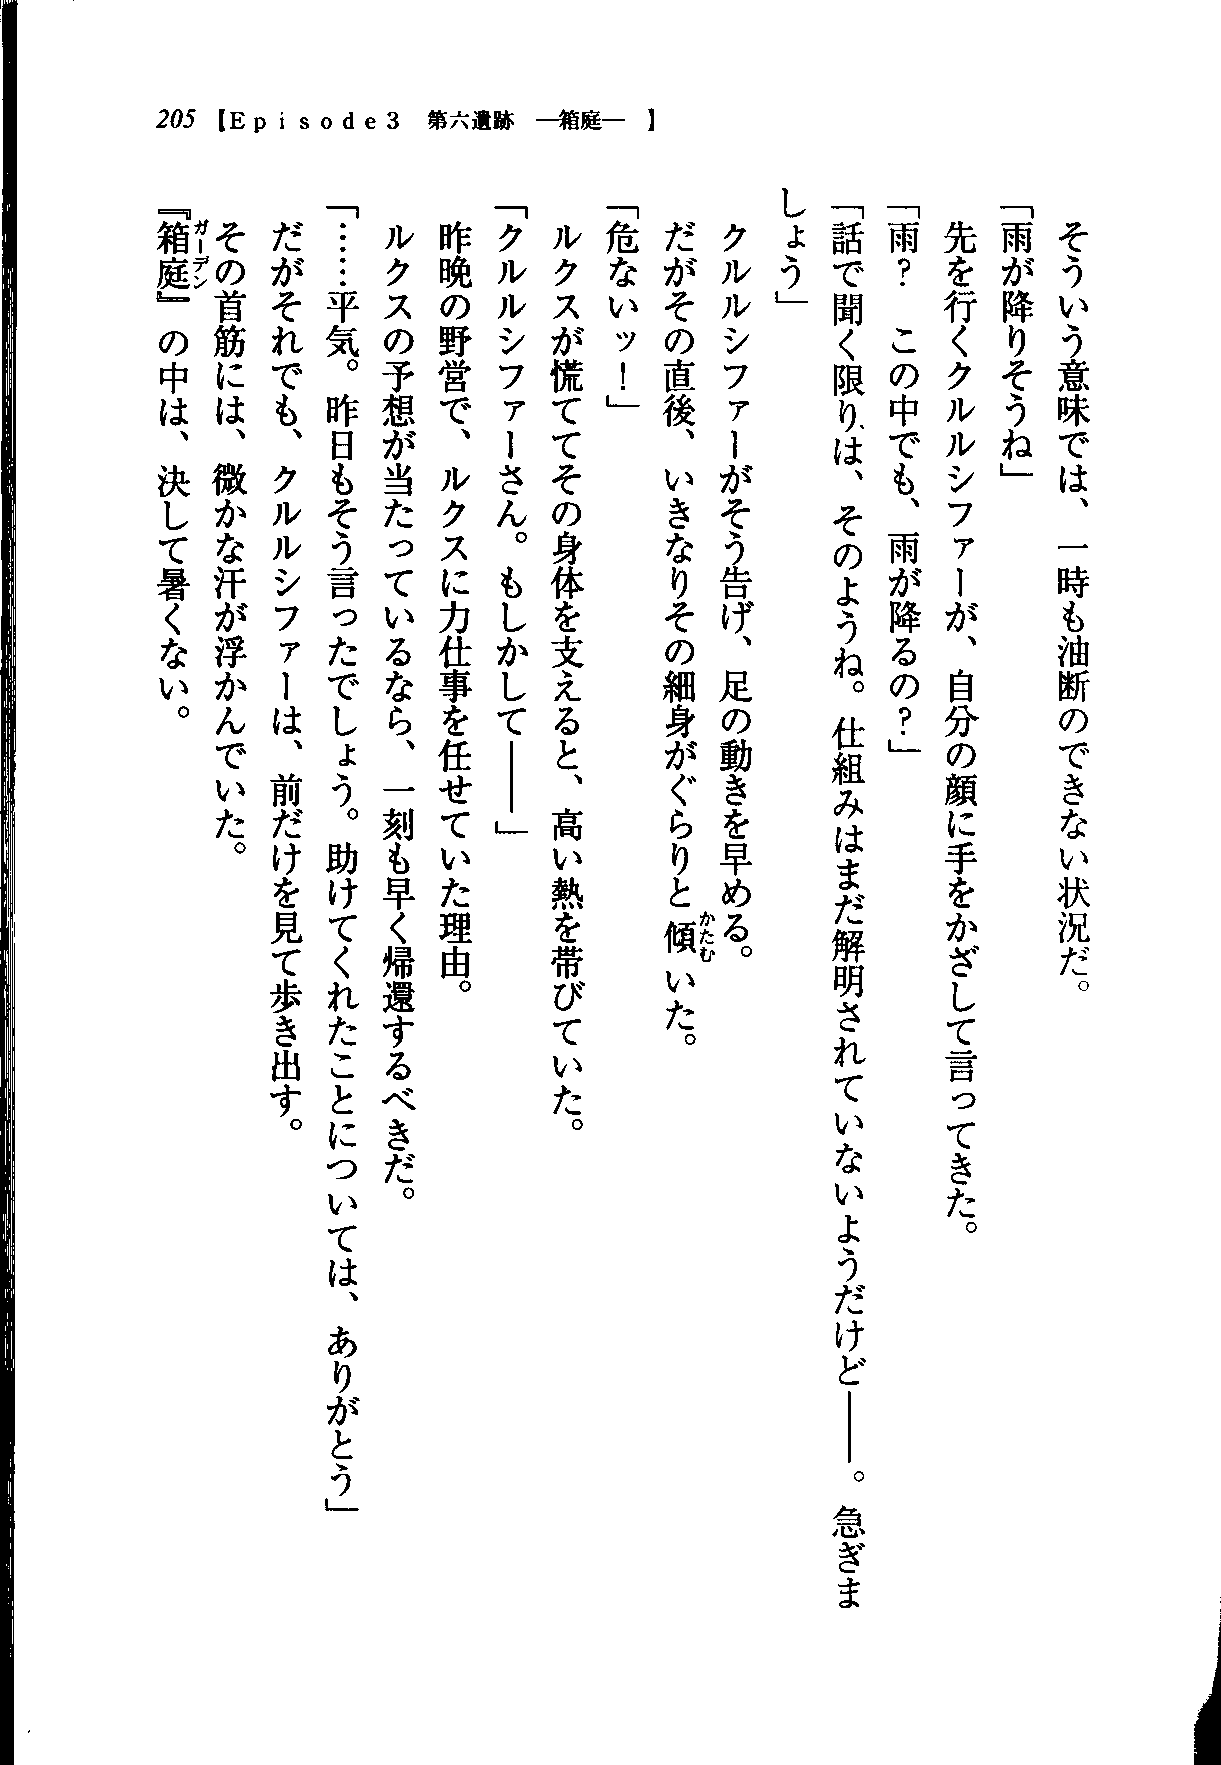 205 【Episode3　第六遺跡　―箱庭―　】
そういう意味では、一時も油断のできない状況だ。
「雨が降りそうね」
先を行くクルルシファーが、自分の顔に手をかざして言ってきた。
「雨？　この中でも、雨が降るの？」
「話で聞く限りは、そのようね。仕組みはまだ解明されていないようだけど――。急ぎま
しょう」
クルルシファーがそう告げ、足の動きを早める。
だがその直後、いきなりその細身がぐらりと傾いた。
かたむ
「危ないッ！」
ルクスが慌ててその身体を支えると、高い熱を帯びていた。
「クルルシファーさん。もしかして――」
昨晩の野営で、ルクスに力仕事を任せていた理由。
ルクスの予想が当たっているなら、一刻も早く帰還するべきだ。
「……平気。昨日もそう言ったでしょう。助けてくれたことについては、ありがとう」
だがそれでも、クルルシファーは、前だけを見て歩き出す。
その首筋には、微かな汗が浮かんでいた。
ガーデン
『箱庭』の中は、決して暑くない。